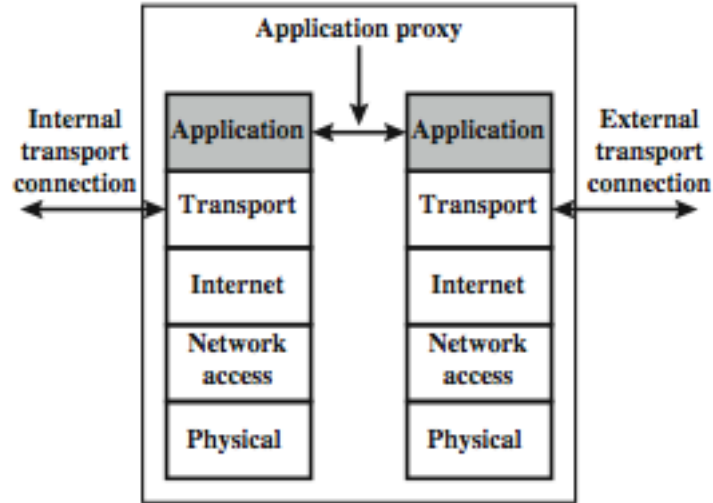 Application proxy
Internal
transport
connection
Application
Application
External
transport
connection
Transport
Transport
Internet
Internet
Network
access
Network
access
Physical
Physical